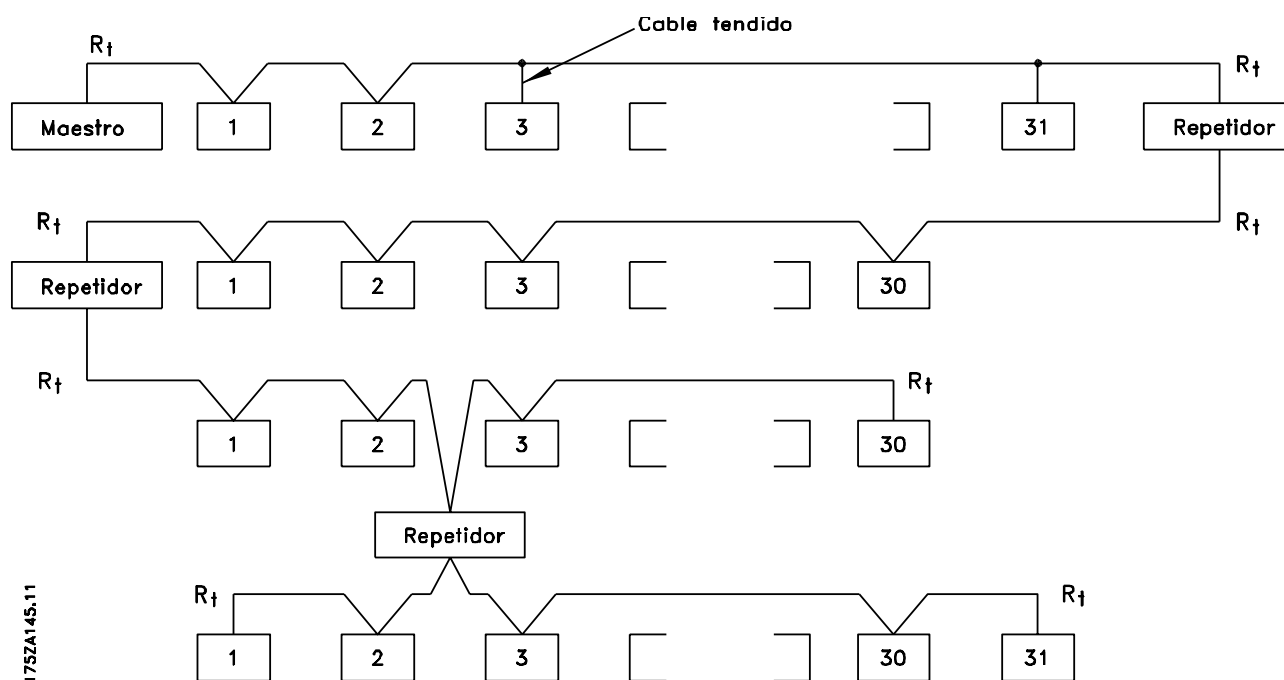 Cable tendido
Rt Rt
Maestro 1 2 3 31 Repetidor
Rt Rt
Repetidor 1 2 3 30
Rt Rt
1 2 3 30
Repetidor
Rt Rt
1 2 3 30 31
175ZA145.11